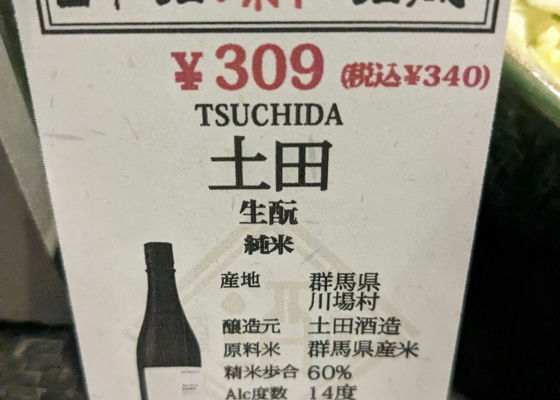 ¥309 (税込¥340)
TSUCHIDA
土田
生酛
純米
産地 群馬県
川場村
醸造元 土田酒造
原料米 群馬県産米
精米歩合 60%
Alc度数 14度